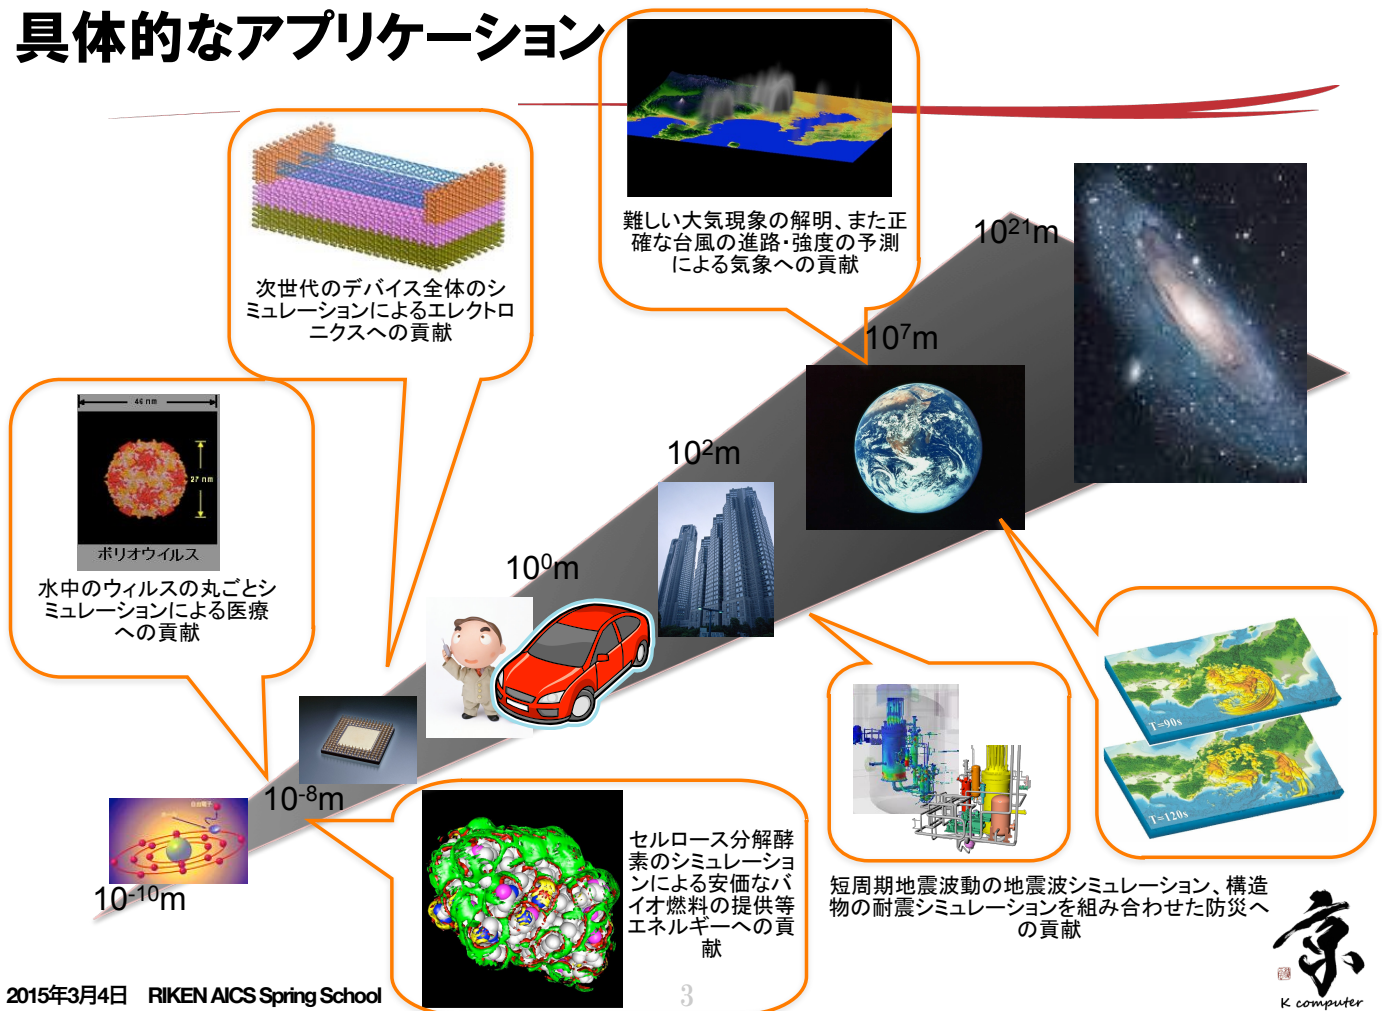 具体的なアプリケーション
難しい大気現象の解明、また正
確な台風の進路・強度の予測
による気象への貢献
次世代のデバイス全体のシ
ミュレーションによるエレクトロ
ニクスへの貢献
46 nm
27 nm
ポリオウイルス
水中のウィルスの丸ごとシ
ミュレーションによる医療
への貢献
10²¹m
10⁷m
10²m
10⁰m
10⁻⁸m
自由電子
10⁻¹⁰m
セルロース分解酵
素のシミュレーショ
ンによる安価なバ
イオ燃料の提供等
エネルギーへの貢
献
T=90s
T=120s
短周期地震波動の地震波シミュレーション、構造
物の耐震シミュレーションを組み合わせた防災へ
の貢献
京
K computer
2015年3月4日 RIKEN AICS Spring School
3